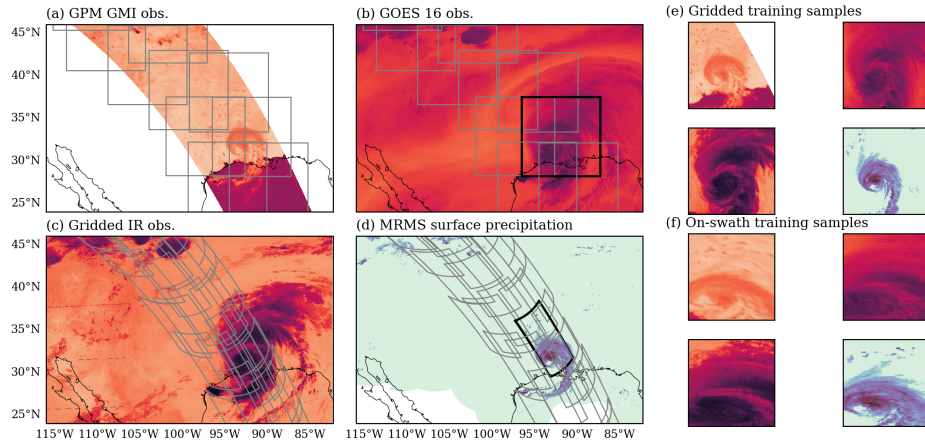 (a) GPM GMI obs.
(b) GOES 16 obs.
(e) Gridded training samples
45°N
40°N
35°N
30°N
25°N
(c) Gridded IR obs.
(d) MRMS surface precipitation
(f) On-swath training samples
45°N
40°N
35°N
30°N
25°N
115°W 110°W 105°W 100°W 95°W 90°W 85°W
115°W 110°W 105°W 100°W 95°W 90°W 85°W